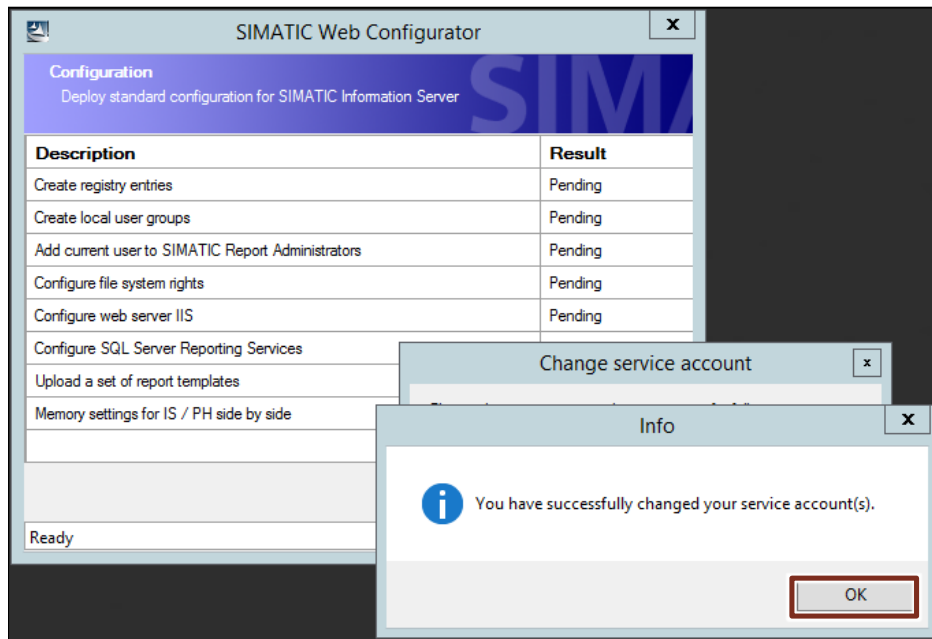 SIMATIC Web Configurator
x
Configuration
Deploy standard configuration for SIMATIC Information Server
SIMA
Description Result
Create registry entries Pending
Create local user groups Pending
Add current user to SIMATIC Report Administrators Pending
Configure file system rights Pending
Configure web server IIS Pending
Configure SQL Server Reporting Services
Upload a set of report templates
Memory settings for IS / PH side by side
Ready
Change service account
x
Info
x
You have successfully changed your service account(s).
OK